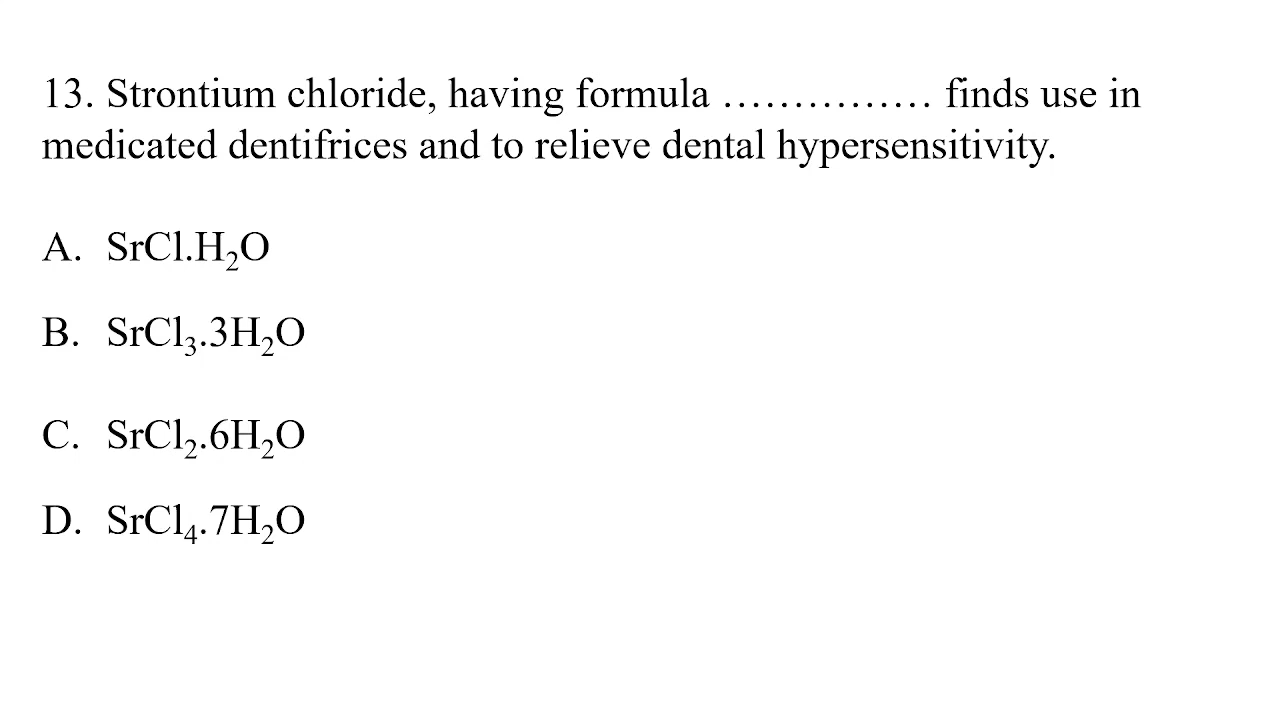 13. Strontium chloride, having formula …………… finds use in
medicated dentifrices and to relieve dental hypersensitivity.
A. SrCl.H₂O
B. SrCl₃.3H₂O
C. SrCl₂.6H₂O
D. SrCl₄.7H₂O